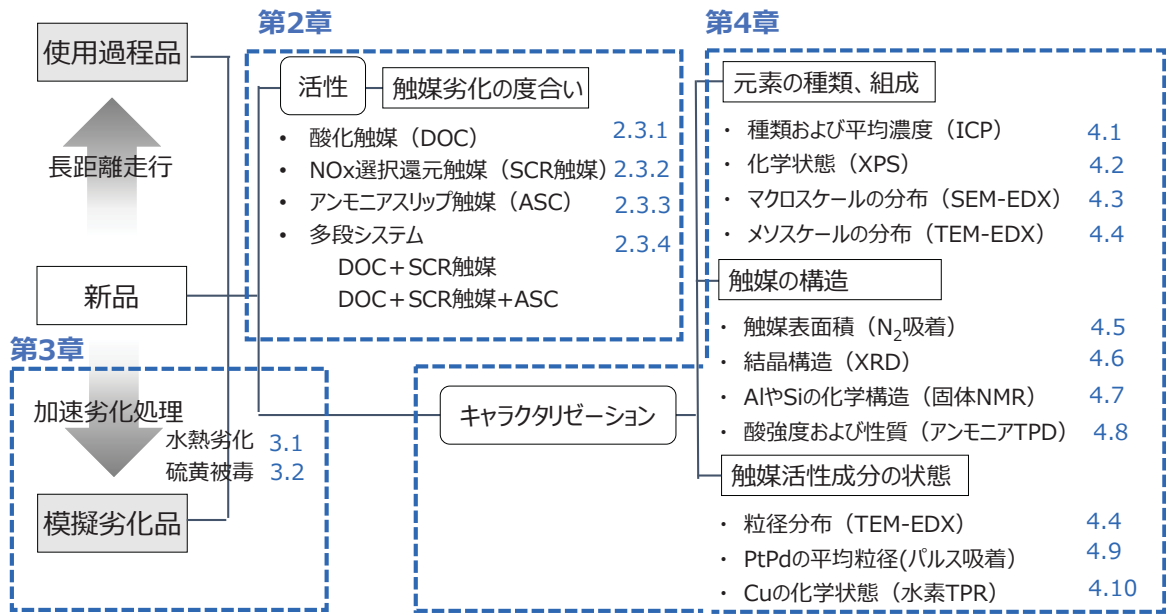 使用過程品
長距離走行
新品
第3章
加速劣化処理
水熱劣化 3.1
硫黄被毒 3.2
模擬劣化品
第2章
活性 触媒劣化の度合い
• 酸化触媒（DOC） 2.3.1
• NOx選択還元触媒（SCR触媒） 2.3.2
• アンモニアスリップ触媒（ASC） 2.3.3
• 多段システム 2.3.4
DOC＋SCR触媒
DOC＋SCR触媒+ASC
キャラクタリゼーション
第4章
元素の種類、組成
・ 種類および平均濃度（ICP） 4.1
・ 化学状態（XPS） 4.2
・ マクロスケールの分布（SEM-EDX） 4.3
・ メソスケールの分布（TEM-EDX） 4.4
触媒の構造
・ 触媒表面積（N₂吸着） 4.5
・ 結晶構造（XRD） 4.6
・ AlやSiの化学構造（固体NMR） 4.7
・ 酸強度および性質（アンモニアTPD） 4.8
触媒活性成分の状態
・ 粒径分布（TEM-EDX） 4.4
・ PtPdの平均粒径(パルス吸着） 4.9
・ Cuの化学状態（水素TPR） 4.10